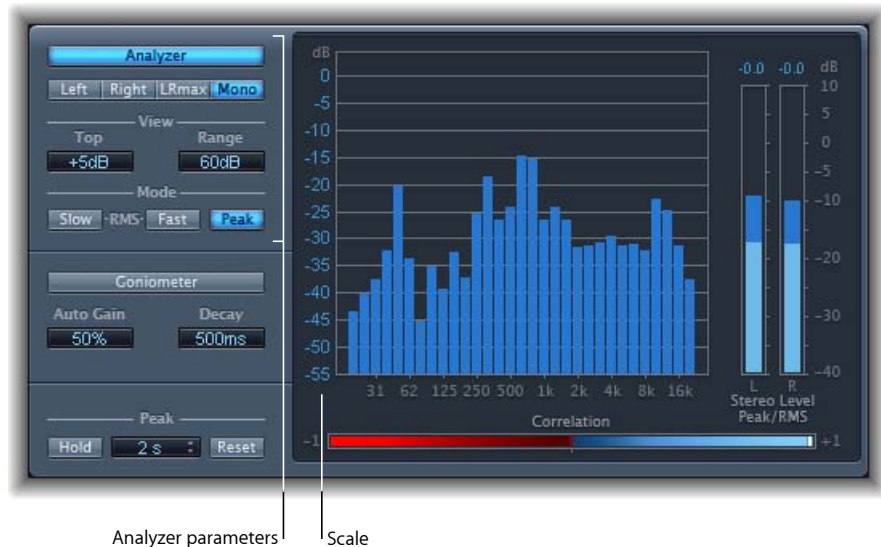 Analyzer
Left Right LRmax Mono
View
Top Range
+5dB 60dB
Mode
Slow -RMS- Fast Peak
Goniometer
Auto Gain Decay
50% 500ms
Peak
Hold 2 s Reset
dB
0
-5
-10
-15
-20
-25
-30
-35
-40
-45
-50
-55
31 62 125 250 500 1k 2k 4k 8k 16k
Correlation
-1 +1
-0.0 -0.0 dB
10
5
0
-5
-10
-20
-30
-40
L R
Stereo Level
Peak/RMS
Analyzer parameters
Scale